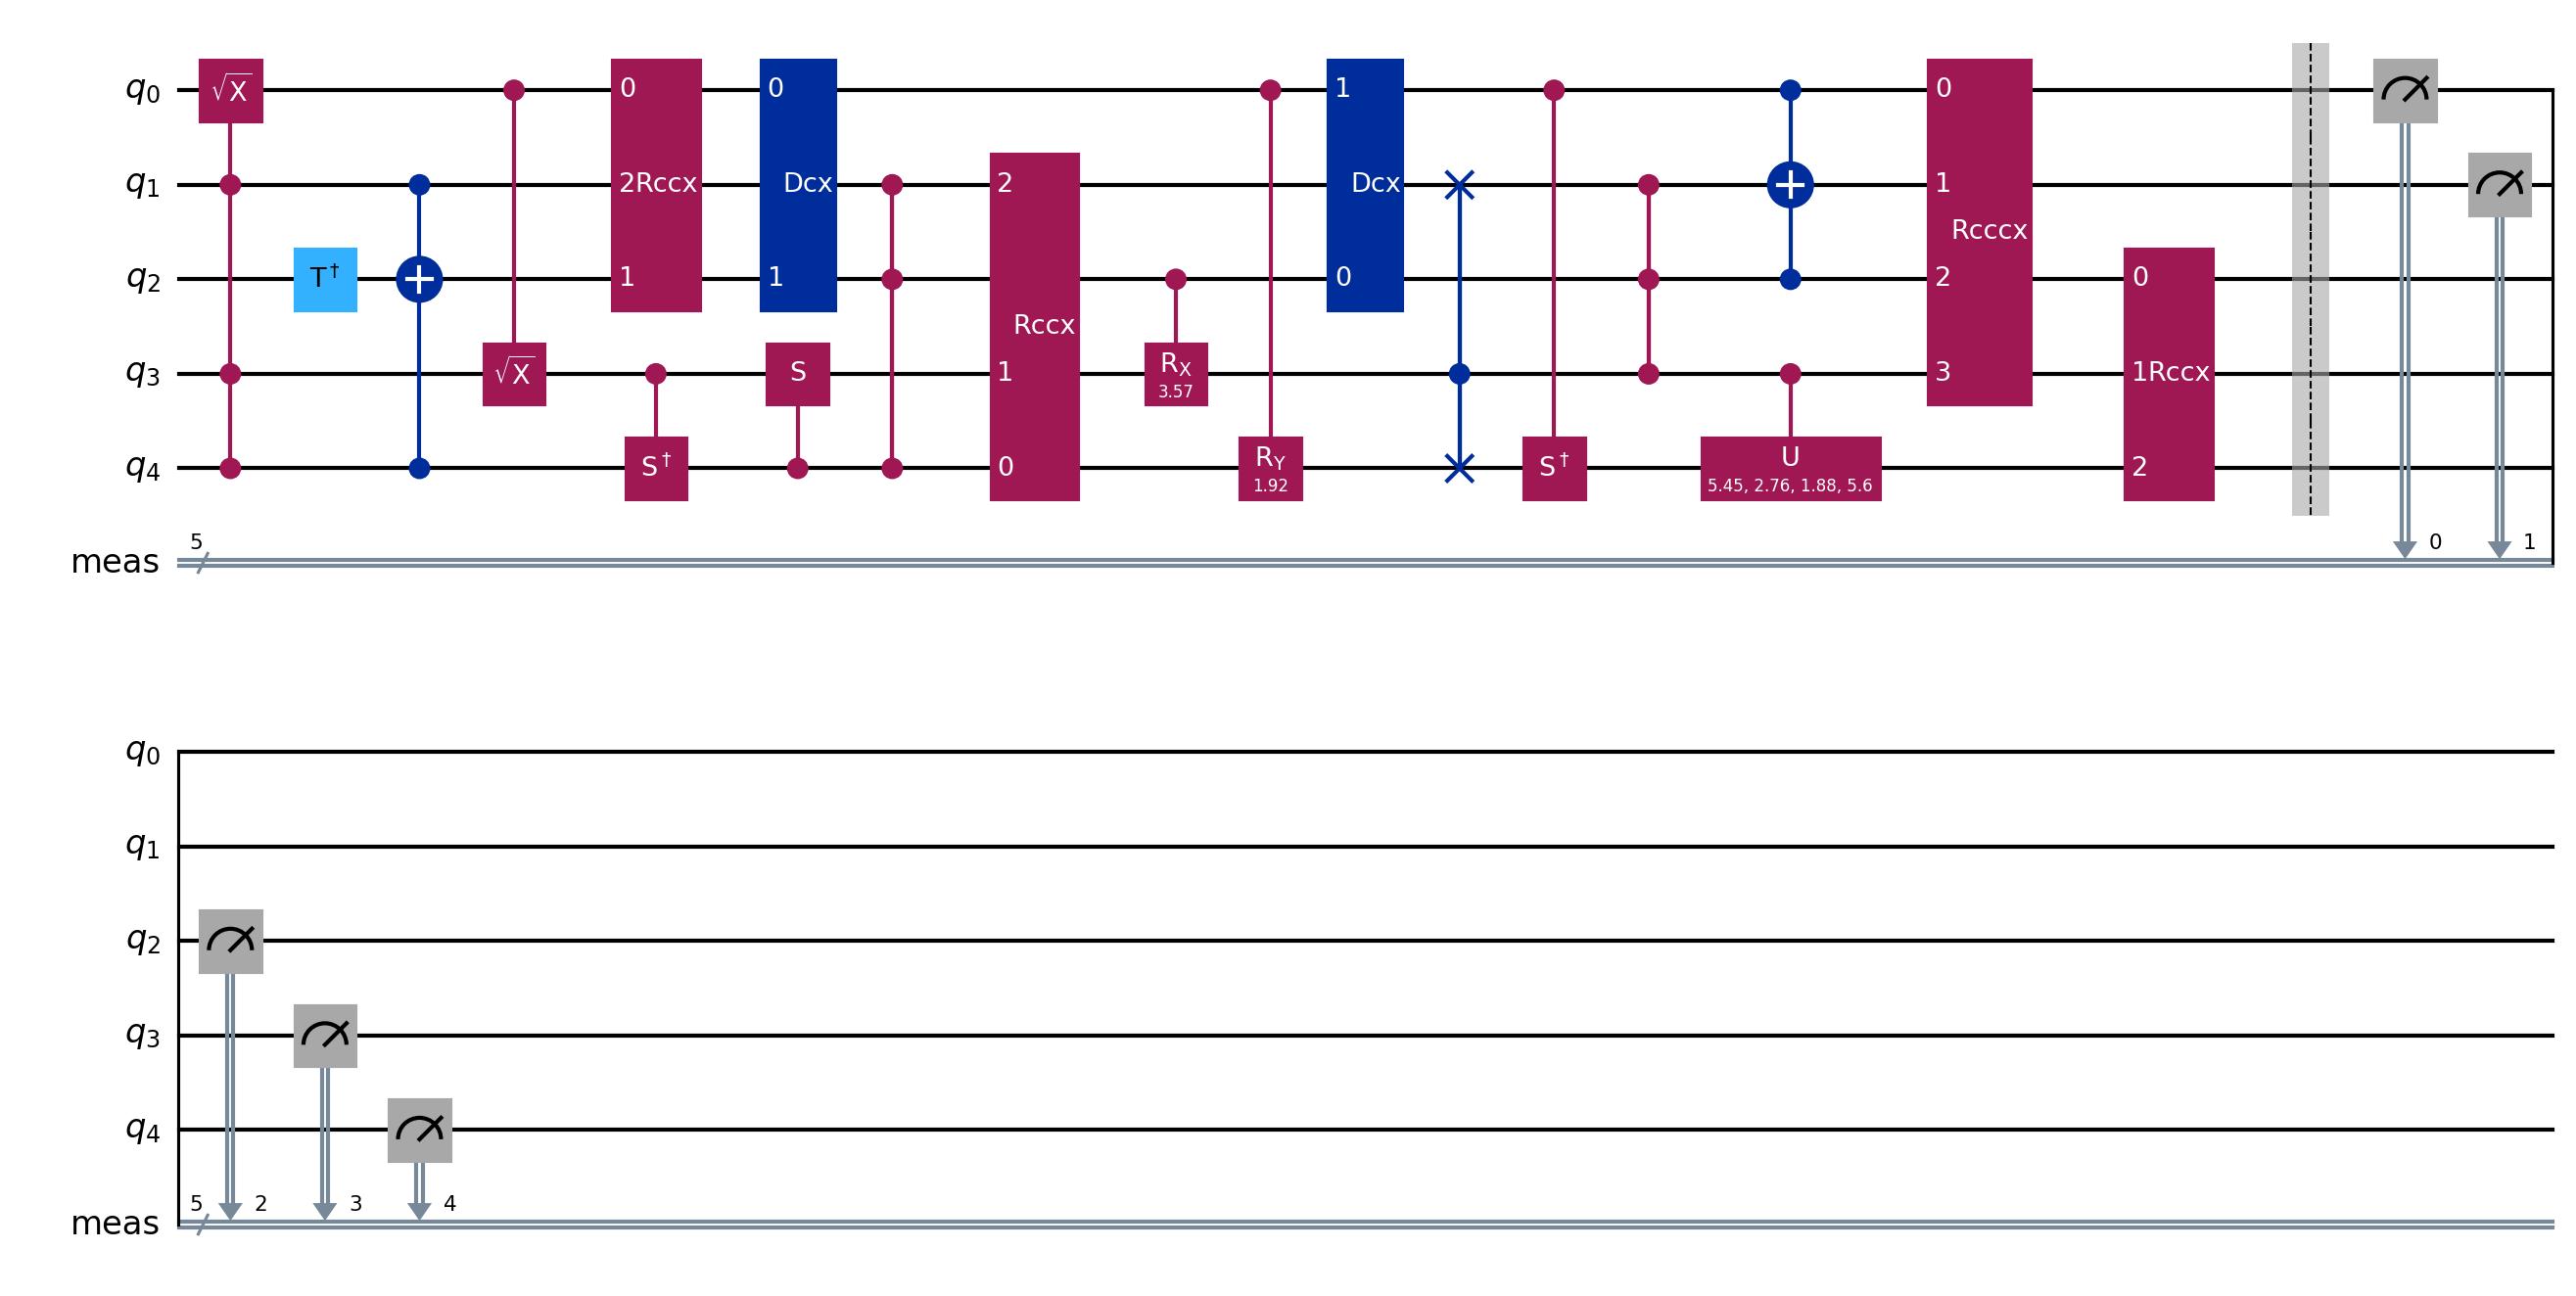 q0 √X 0 0 1 0
q1 2Rccx Dcx 2 Dcx 1
Rcccx
q2 T† 1 1 0 2 0
Rccx
q3 √X S 1 RX 3 1Rccx
3.57
q4 S† 0 RY S† U 2
1.92 5.45, 2.76, 1.88, 5.6
5 0 1
meas
q0
q1
q2
q3
q4
5 2 3 4
meas